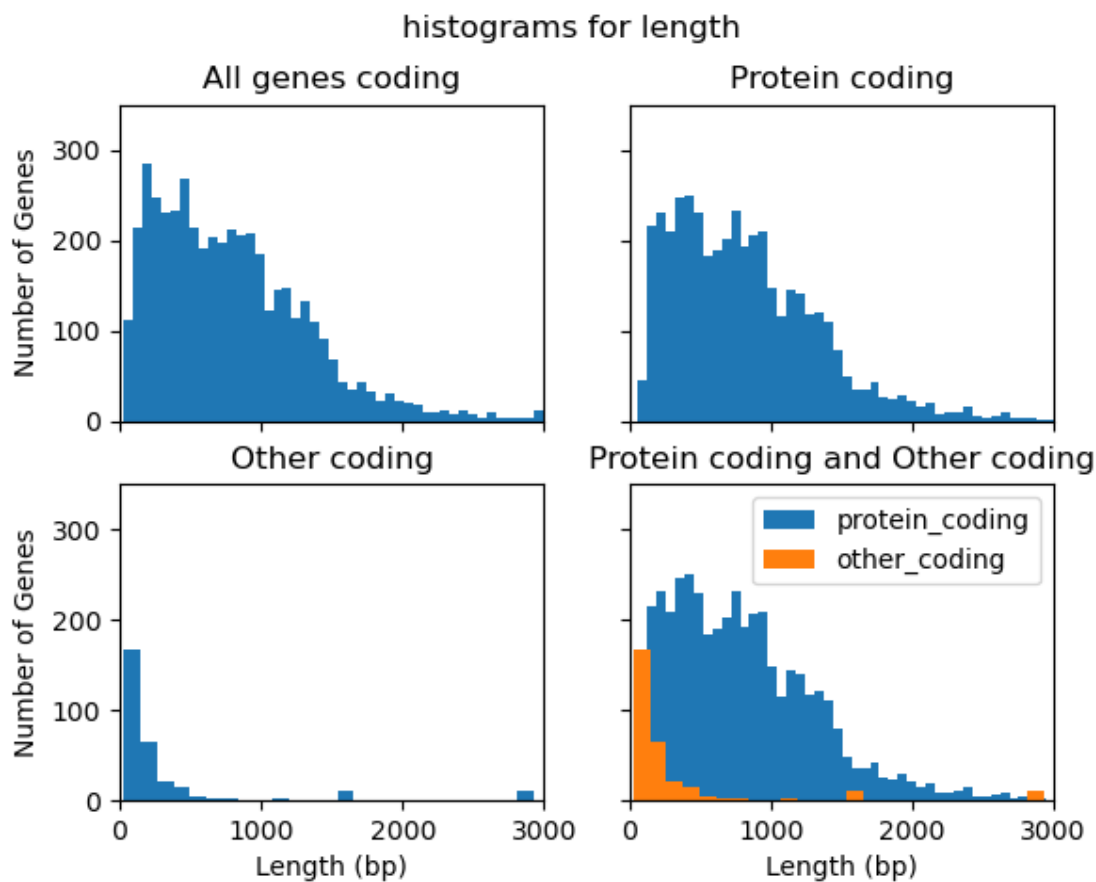 histograms for length
All genes coding
Protein coding
300
200
100
0
Number of Genes
Other coding
Protein coding and Other coding
300
200
100
0
Number of Genes
protein_coding
other_coding
0 1000 2000 3000
0 1000 2000 3000
Length (bp)
Length (bp)